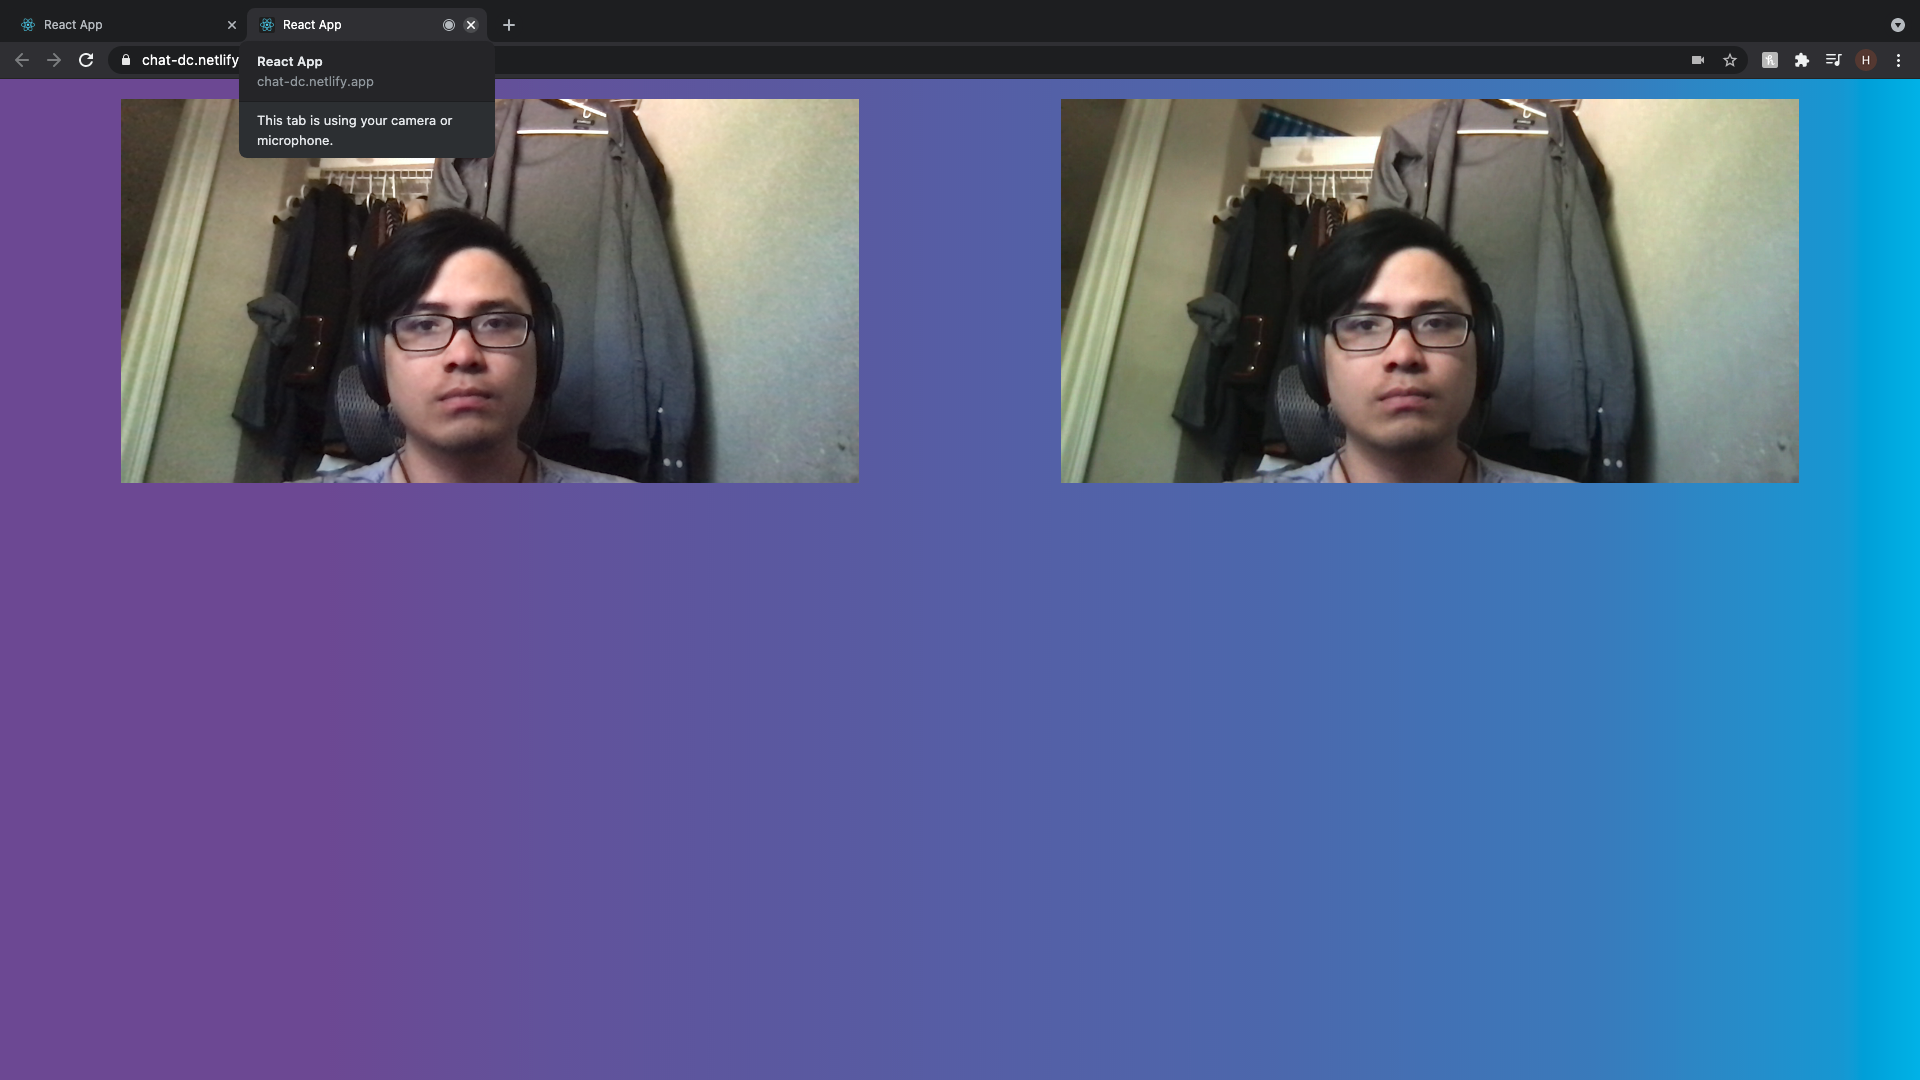 React App
React App
chat-dc.netlify
H
React App
chat-dc.netlify.app
This tab is using your camera or
microphone.